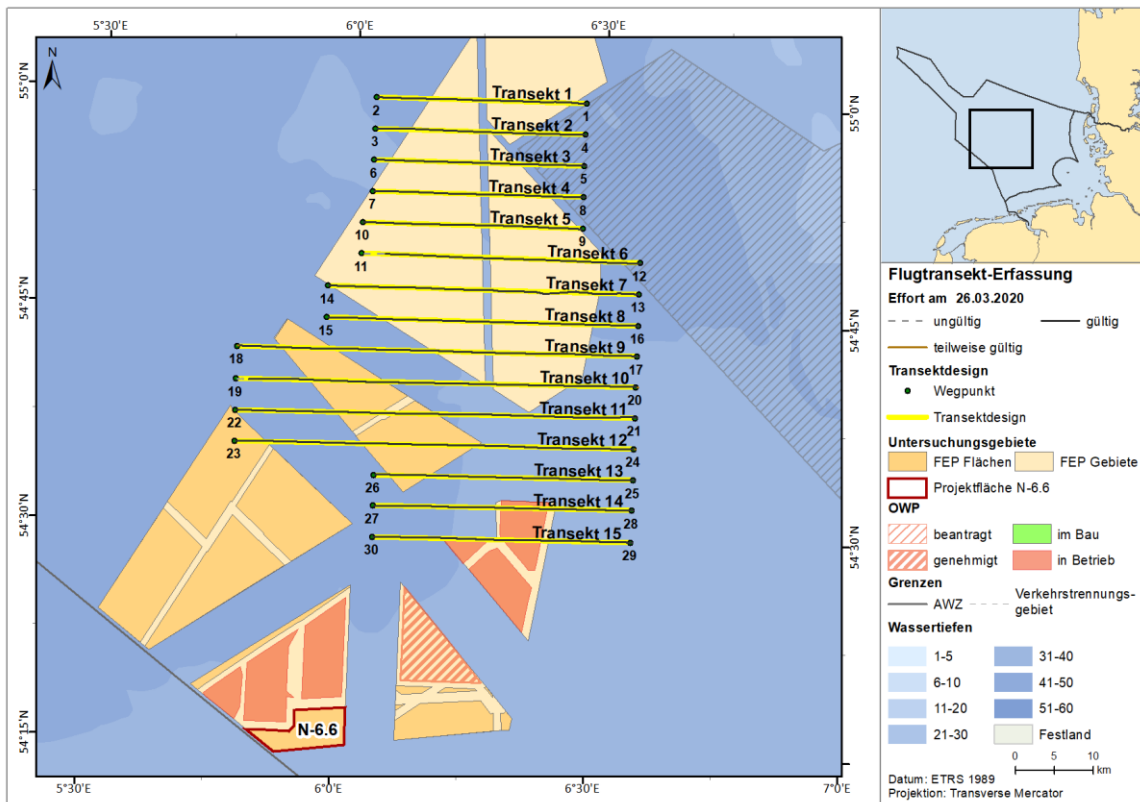 5°30'E
6°0'E
6°30'E
N
55°0'N
54°45'N
54°30'N
54°15'N
55°0'N
54°45'N
54°30'N
5°30'E
6°0'E
6°30'E
7°0'E
Transekt 1
2
1
Transekt 2
3
4
Transekt 3
6
5
Transekt 4
7
8
Transekt 5
10
9
Transekt 6
11
12
Transekt 7
14
13
Transekt 8
15
16
Transekt 9
18
17
Transekt 10
19
20
Transekt 11
22
21
Transekt 12
23
24
Transekt 13
26
25
Transekt 14
27
28
Transekt 15
30
29
N-6.6
Flugtransekt-Erfassung
Effort am 26.03.2020
ungültig
gültig
teilweise gültig
Transektdesign
Wegpunkt
Transektdesign
Untersuchungsgebiete
FEP Flächen
FEP Gebiete
Projektfläche N-6.6
OWP
beantragt
im Bau
genehmigt
in Betrieb
Grenzen
AWZ
Verkehrstrennungs-
gebiet
Wassertiefen
1-5
31-40
6-10
41-50
11-20
51-60
21-30
Festland
0 5 10
km
Datum: ETRS 1989
Projektion: Transverse Mercator